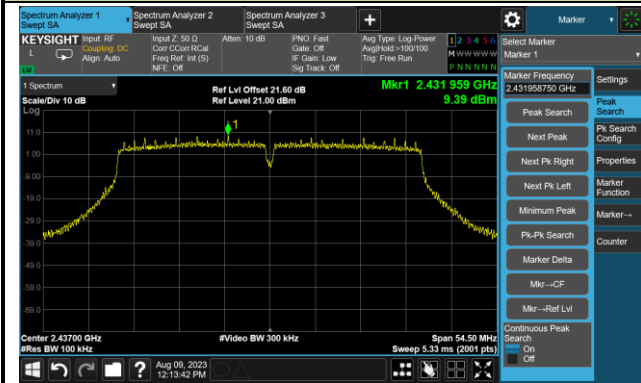 Spectrum Analyzer 1
Swept SA
Spectrum Analyzer 2
Swept SA
Spectrum Analyzer 3
Swept SA
+
Marker
KEYSIGHT
L
Input: RF
Coupling: DC
Align: Auto
Input Z: 50 Ω
Corr CCorr RCal
Freq Ref: Int (S)
NFE: Off
Atten: 10 dB
PNO: Fast
Gate: Off
IF Gain: Low
Sig Track: Off
Avg Type: Log-Power
Avg|Hold:>100/100
Trig: Free Run
1 2 3 4 5 6
M W W W W W
P N N N N N
Select Marker
Marker 1
1 Spectrum
Scale/Div 10 dB
Ref Lvl Offset 21.60 dB
Ref Level 21.00 dBm
Mkr1 2.431 959 GHz
9.39 dBm
Log
1
11.0
1.00
-9.00
-19.0
-29.0
-39.0
-49.0
-59.0
-69.0
Center 2.43700 GHz
#Res BW 100 kHz
#Video BW 300 kHz
Span 54.50 MHz
Sweep 5.33 ms (2001 pts)
Marker Frequency
2.431958750 GHz
Peak Search
Next Peak
Next Pk Right
Next Pk Left
Minimum Peak
Pk-Pk Search
Marker Delta
Mkr→CF
Mkr→Ref Lvl
Continuous Peak
Search
On
Off
Settings
Peak
Search
Pk Search
Config
Properties
Marker
Function
Marker→
Counter
?
Aug 09, 2023
12:13:42 PM